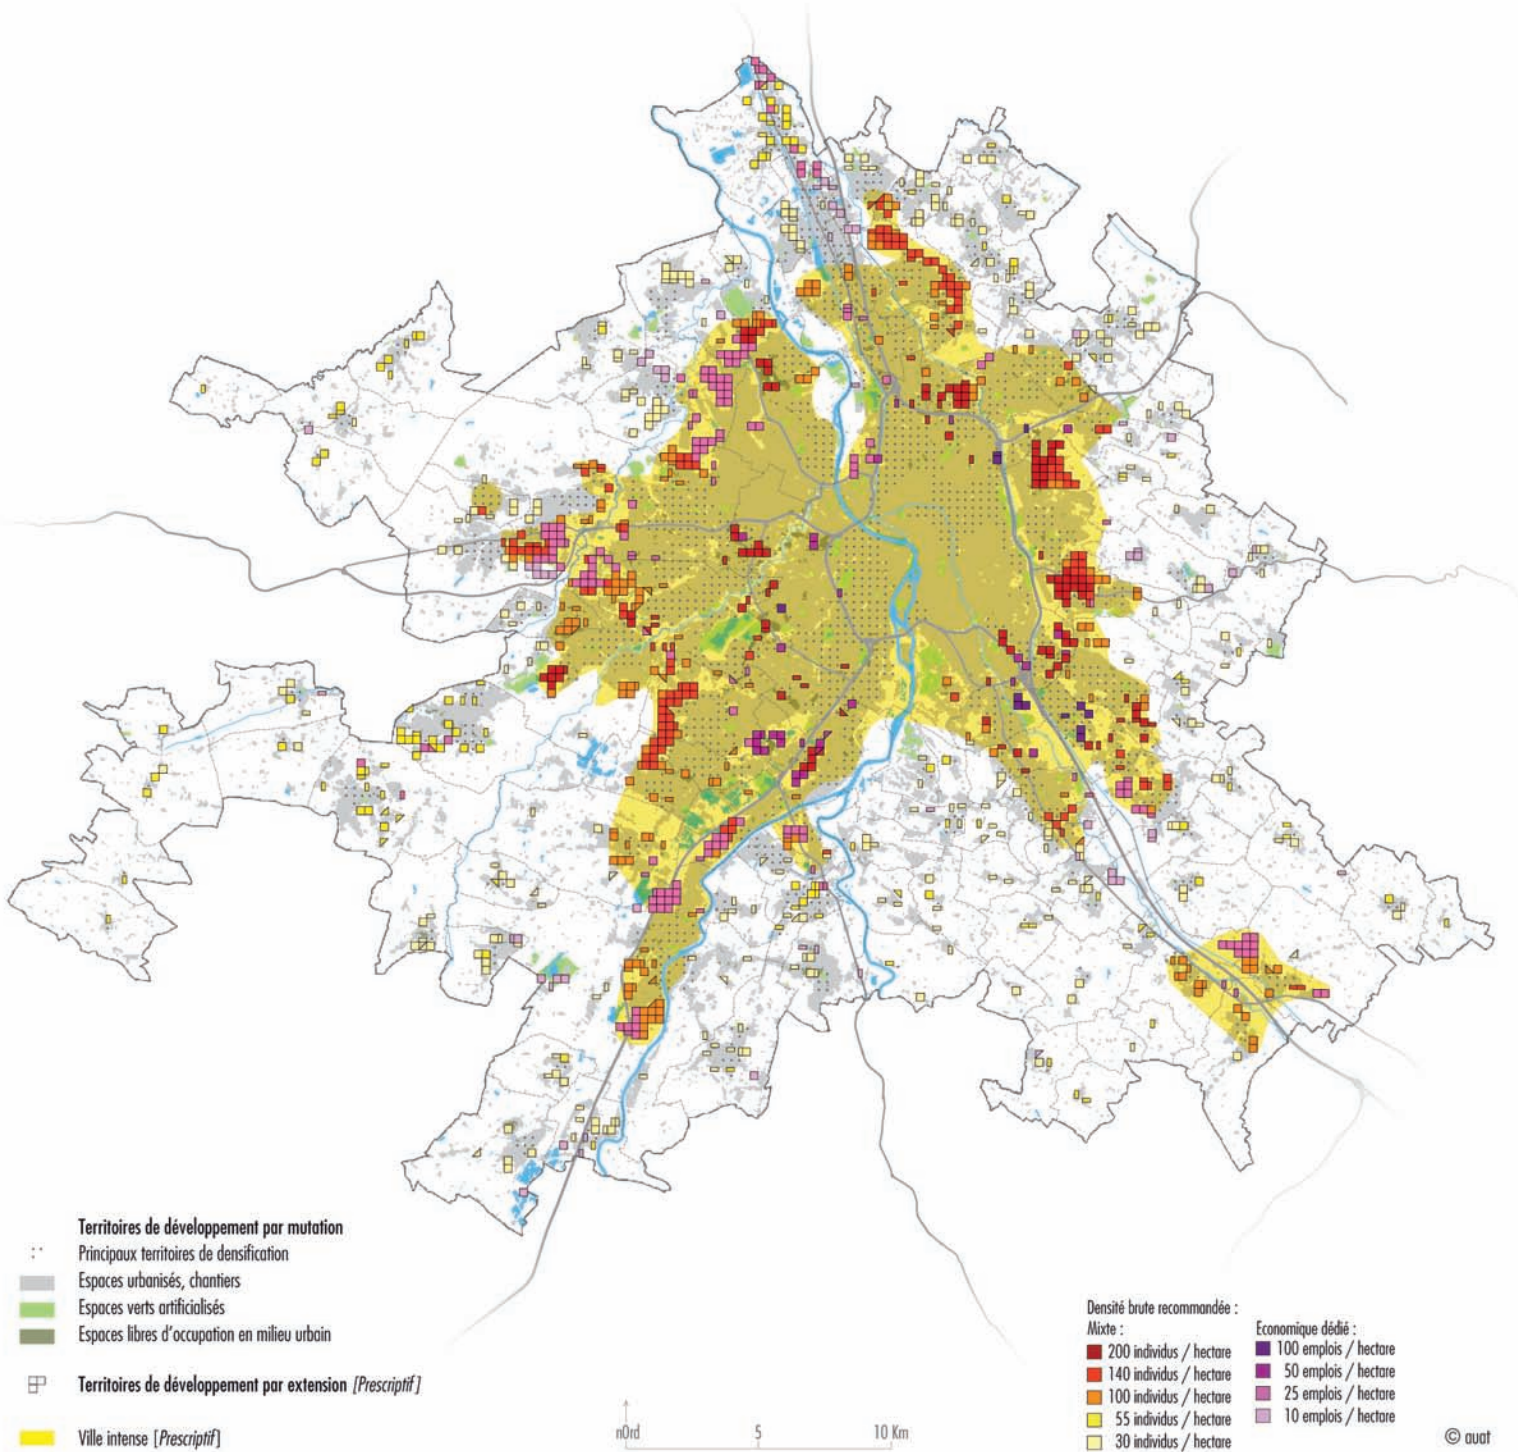 Territoires de développement par mutation
Principaux territoires de densification
Espaces urbanisés, chantiers
Espaces verts artificialisés
Espaces libres d'occupation en milieu urbain
Territoires de développement par extension [Prescriptif]
Ville intense [Prescriptif]
nOrd
5
10 Km
Densité brute recommandée :
Mixte :
200 individus / hectare
140 individus / hectare
100 individus / hectare
55 individus / hectare
30 individus / hectare
Economique dédié :
100 emplois / hectare
50 emplois / hectare
25 emplois / hectare
10 emplois / hectare
© auat